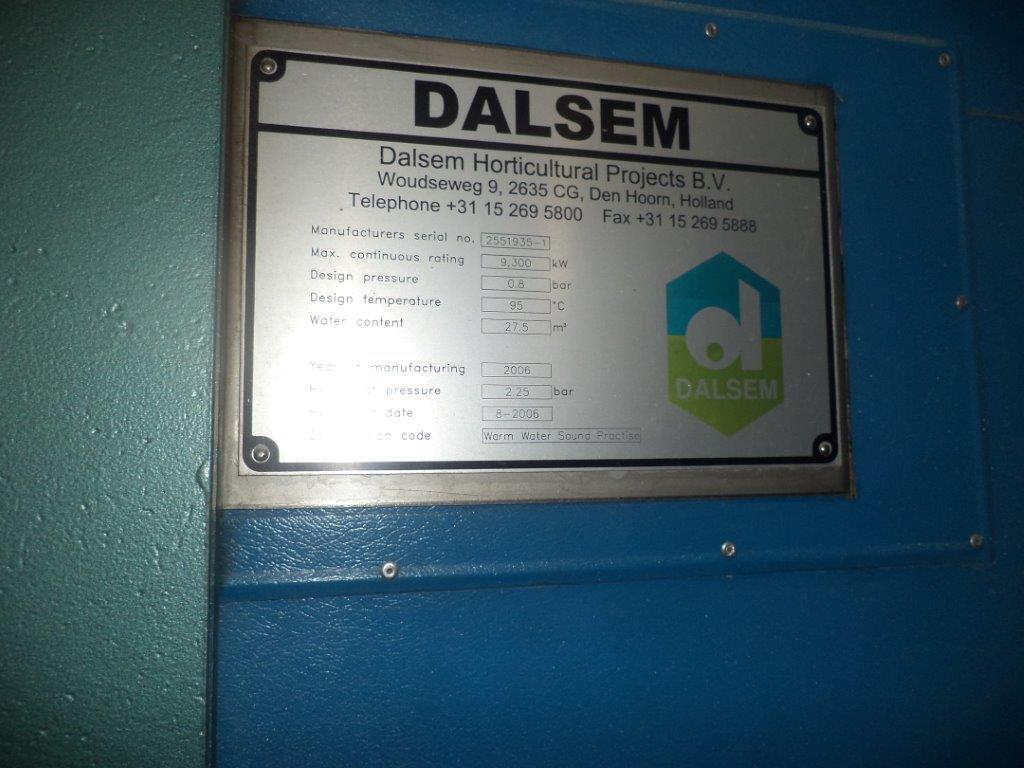 DALSEM
Dalsem Horticultural Projects B.V.
Woudseweg 9, 2635 CG, Den Hoorn, Holland
Telephone +31 15 269 5800 Fax +31 15 269 5888
Manufacturers serial no. 2551935-1
Max. continuous rating 9,300 kW
Design pressure 0.8 bar
Design temperature 95 °C
Water content 27.5 m³
Year of manufacturing 2006
pressure 2.25 bar
date 8-2006
code Warm Water Sound Practise
d
DALSEM